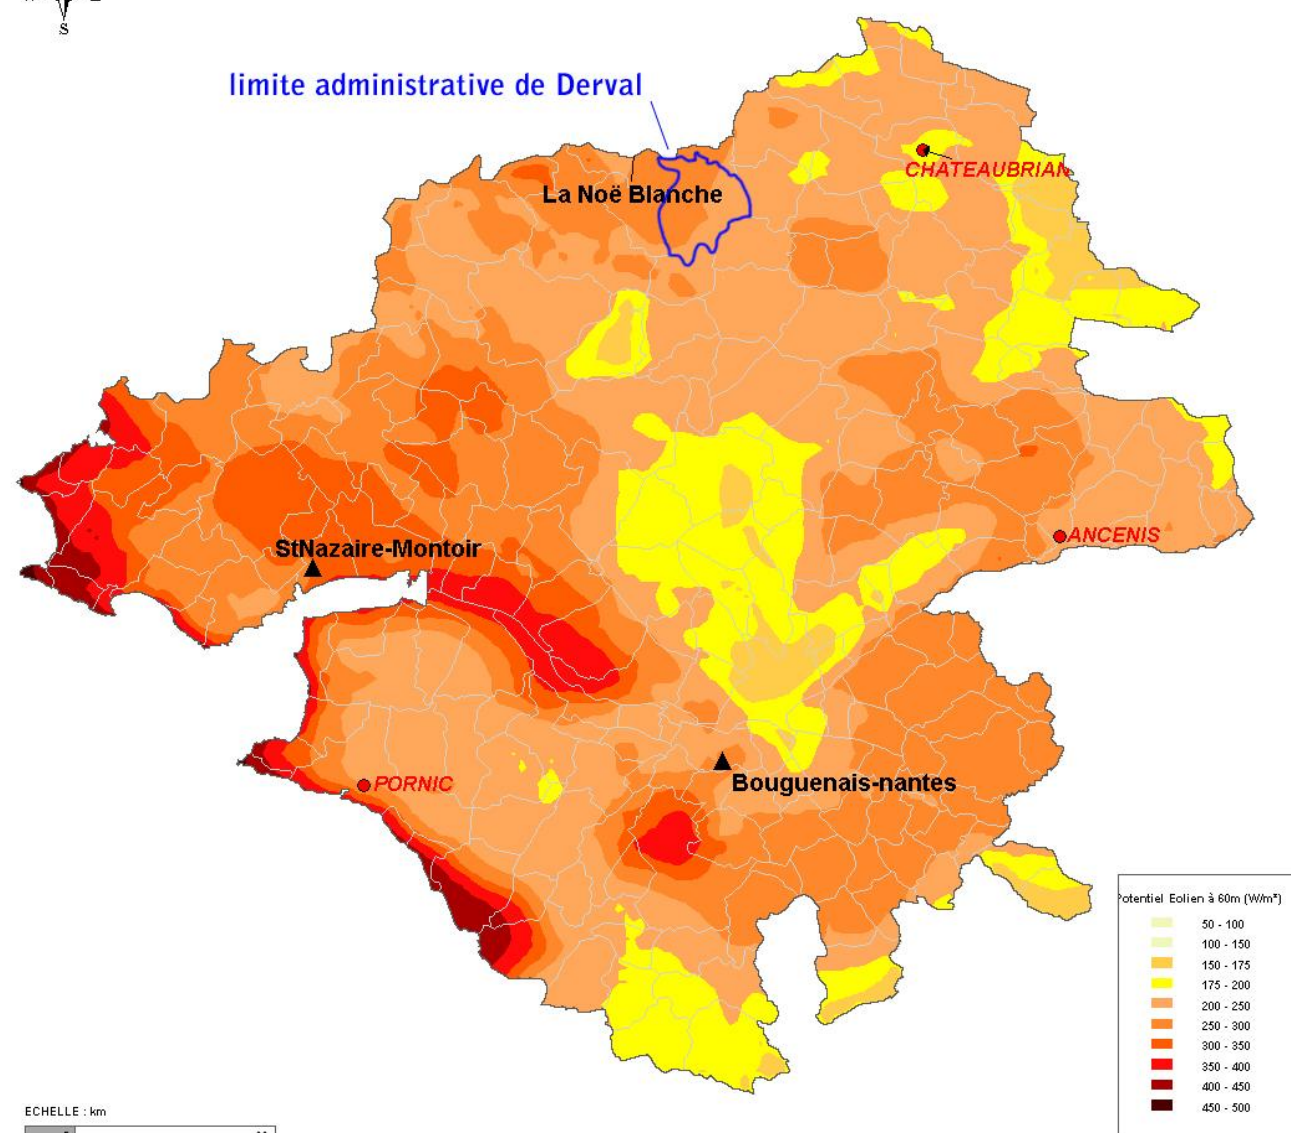 S
limite administrative de Derval
La Noë Blanche
CHATEAUBRIAN
StNazaire-Montoir
ANCENIS
PORNIC
Bouguenais-nantes
Potentiel Eolien à 60m (W/m²)
50 - 100
100 - 150
150 - 175
175 - 200
200 - 250
250 - 300
300 - 350
350 - 400
400 - 450
450 - 500
ECHELLE : km